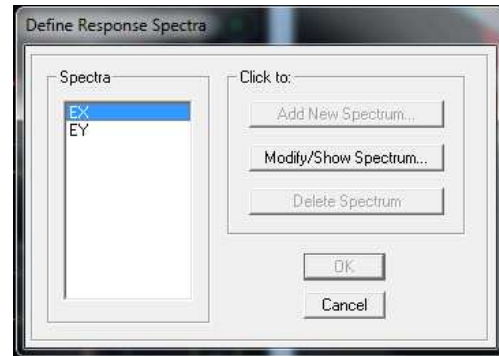 Define Response Spectra
Spectra
EX
EY
Click to:
Add New Spectrum...
Modify/Show Spectrum...
Delete Spectrum
OK
Cancel